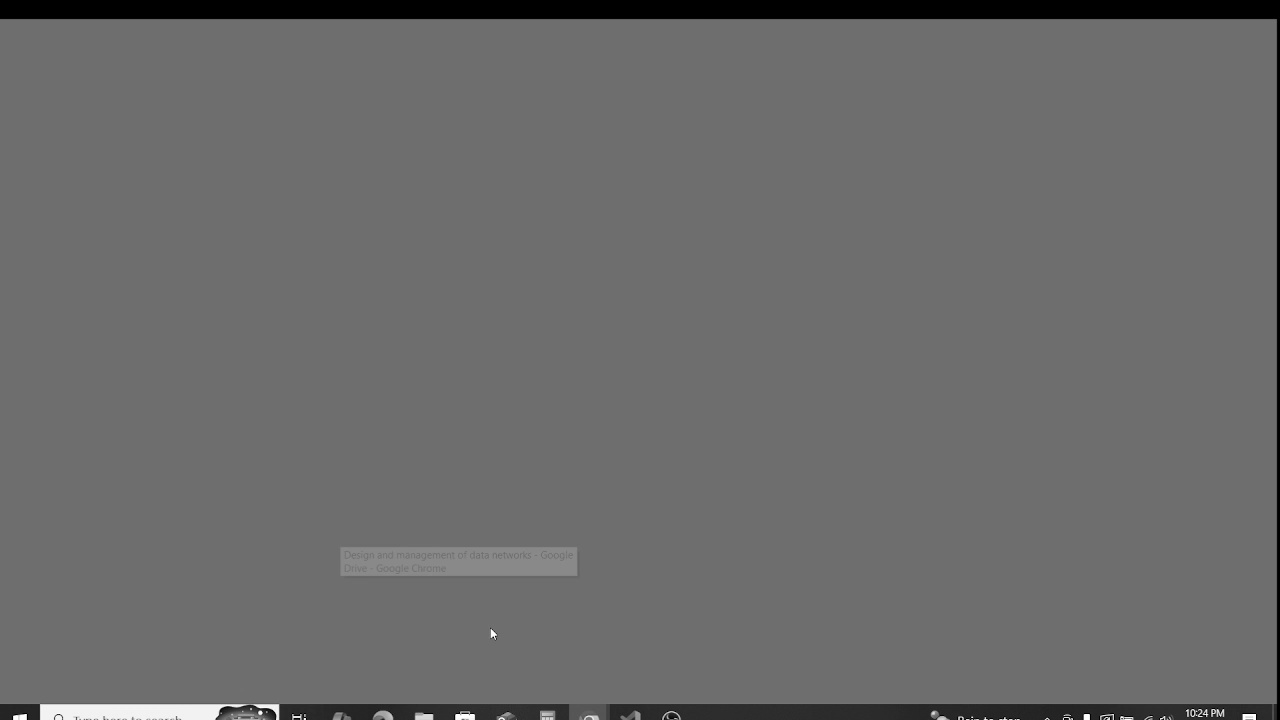 Design and management of data networks - Google
Drive - Google Chrome
Type here to search
Rain to stop
10:24 PM